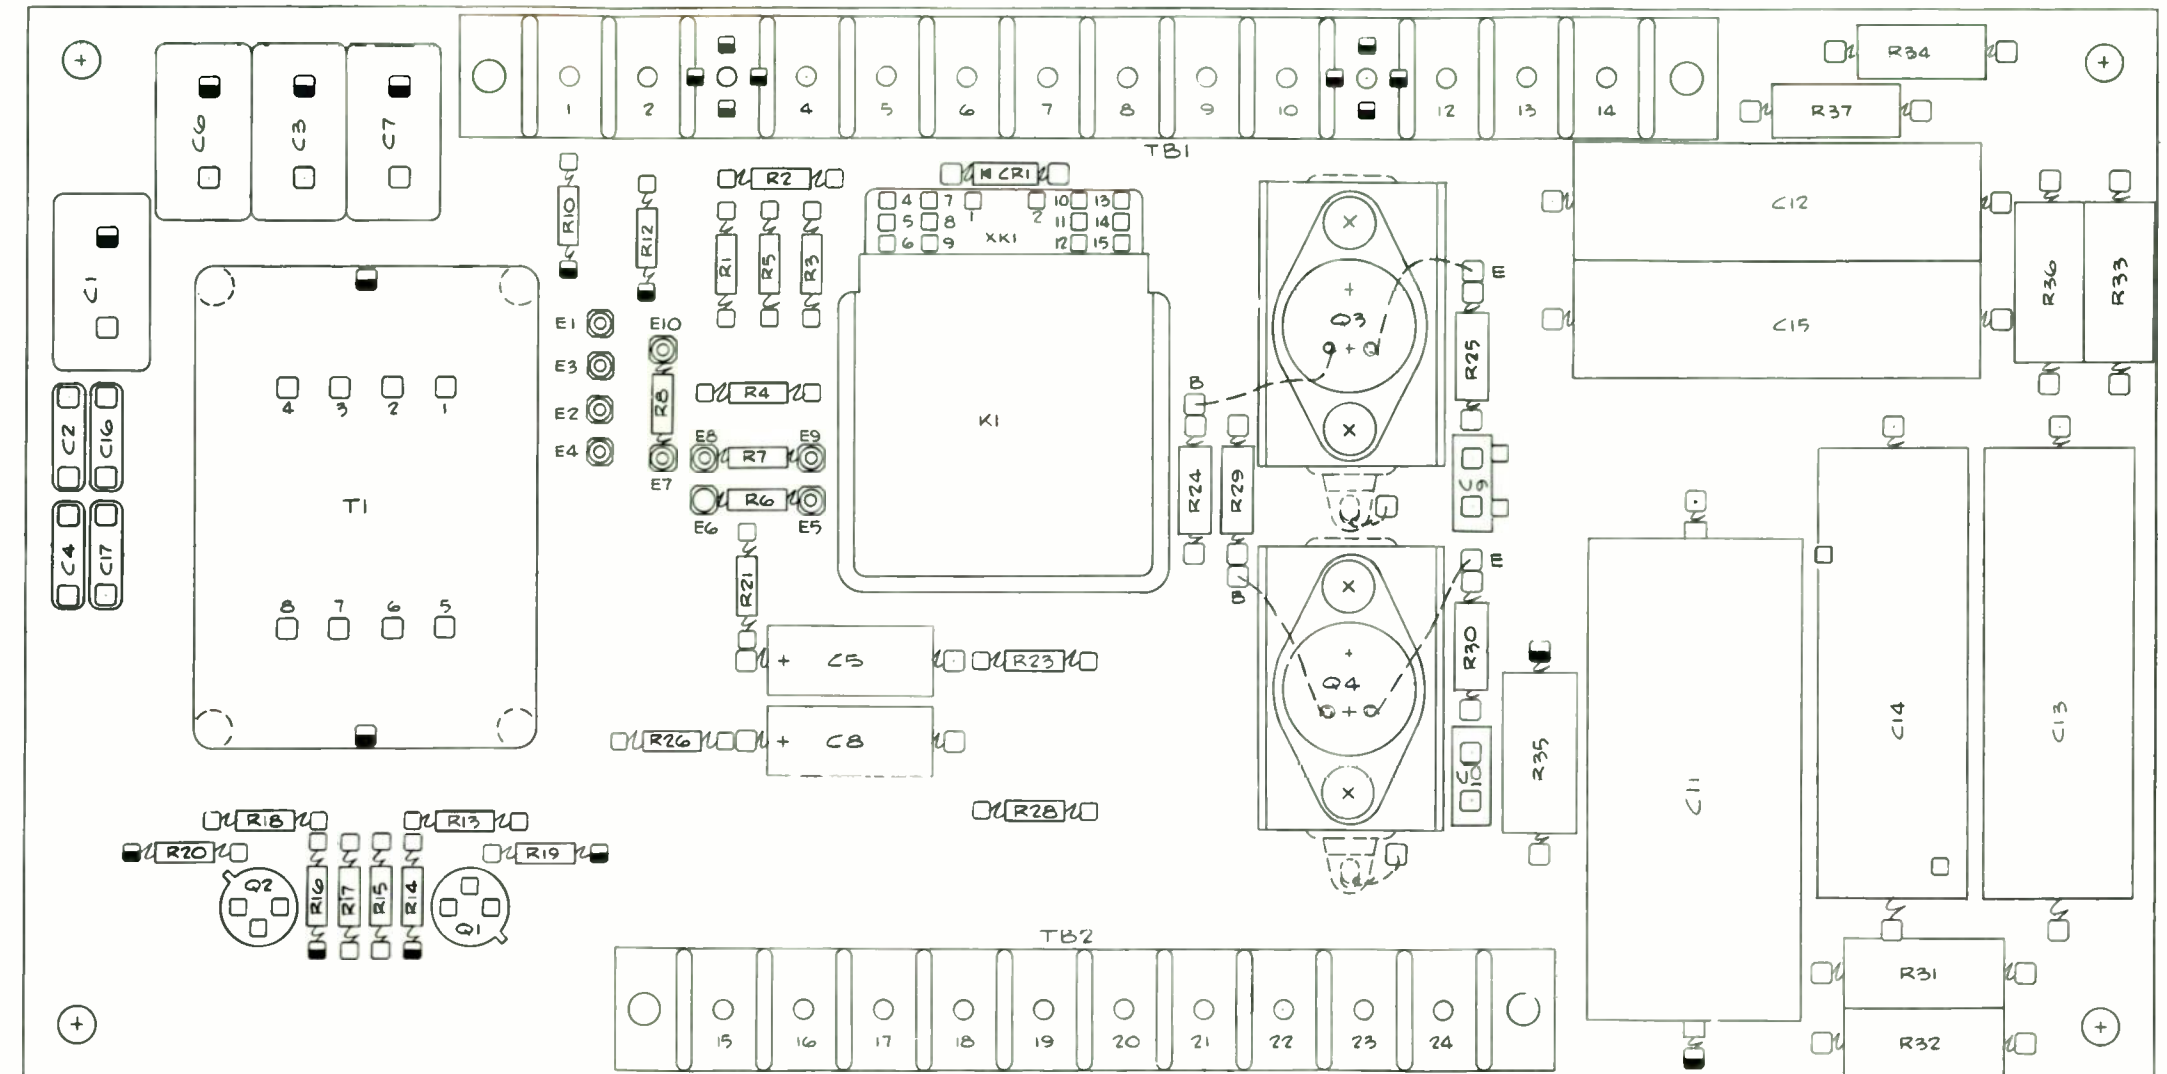 R34
1 2 4 5 6 7 8 9 10 12 13 14
R37
TB1
C6 C3 C7
R10
R12
R2
CR1
R1 R5 R3
4 7 1 2 10 13
5 8 11 14
6 9 XK1 12 15
C12
C15
R36 R33
C1
E1
E3
E2
E4
E10
R8
E7
R4
E8 R7 E9
R6
E6 E5
K1
Q3
E
B
R25
R24 R29
C9
B
C2 C16
C4 C17
4 3 2 1
T1
8 7 6 5
R21
+ C5
R23
R26
+ C8
R28
Q4
E
R30
C10
R35
C11
C14
C13
R18
R13
R20
R19
Q2
R16 R17 R15 R14
Q1
TB2
15 16 17 18 19 20 21 22 23 24
R31
R32